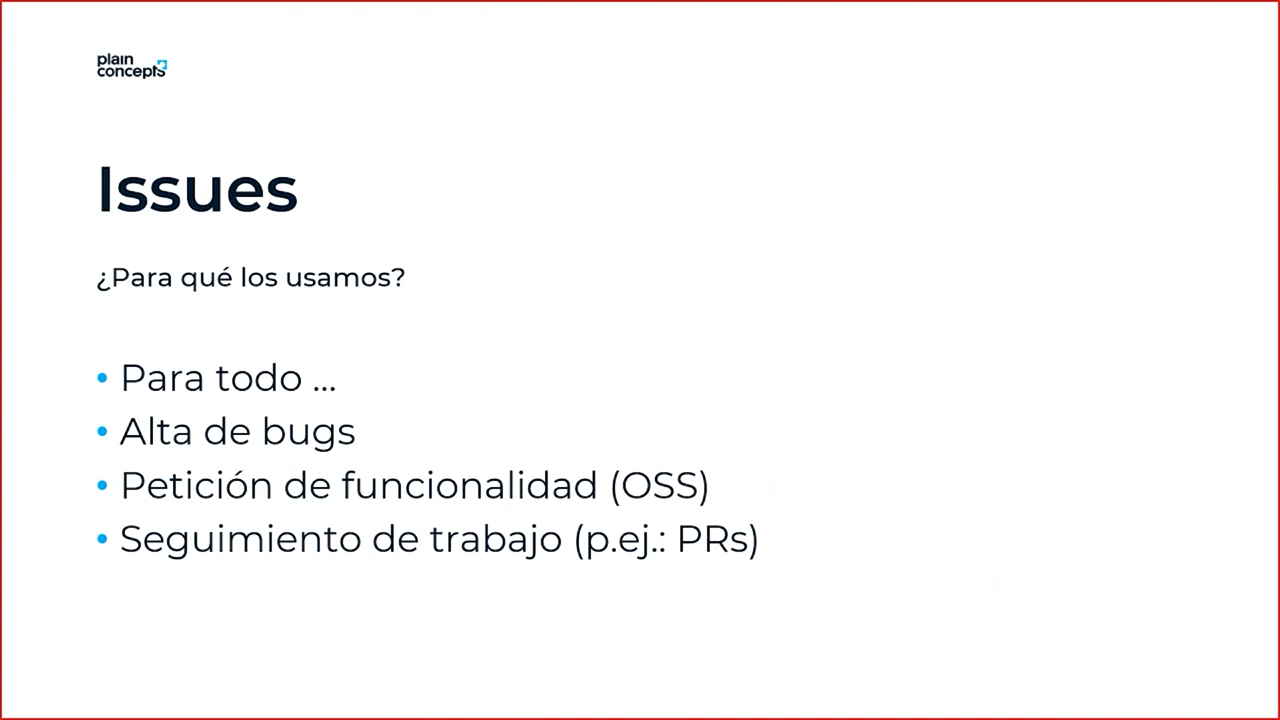 plain
concepts
Issues
¿Para qué los usamos?
• Para todo ...
• Alta de bugs
• Petición de funcionalidad (OSS)
• Seguimiento de trabajo (p.ej.: PRs)